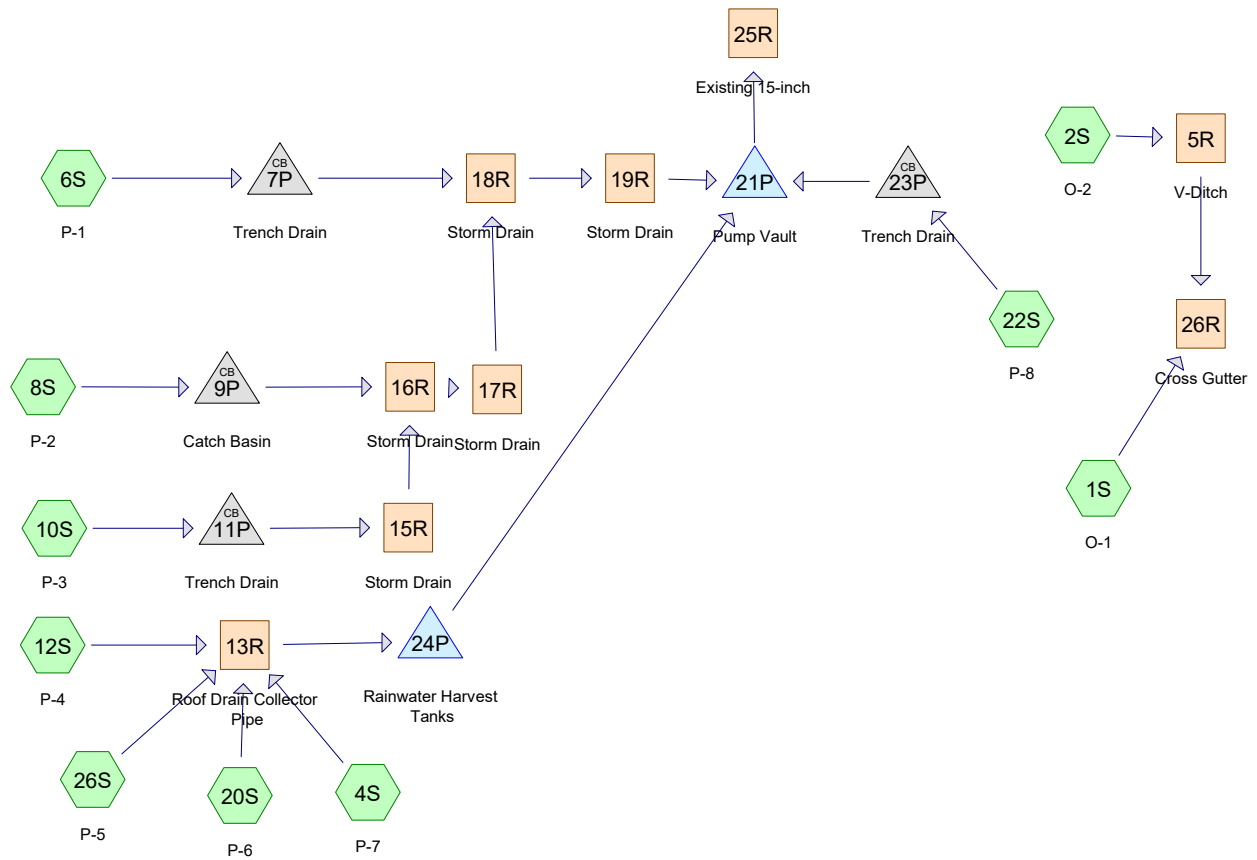 25R
Existing 15-inch
6S
P-1
CB
7P
Trench Drain
18R
Storm Drain
19R
Storm Drain
21P
Pump Vault
CB
23P
Trench Drain
2S
O-2
5R
V-Ditch
22S
P-8
26R
Cross Gutter
8S
P-2
CB
9P
Catch Basin
16R
Storm Drain
17R
Storm Drain
1S
O-1
10S
P-3
CB
11P
Trench Drain
15R
Storm Drain
12S
P-4
13R
Roof Drain Collector
Pipe
24P
Rainwater Harvest
Tanks
26S
P-5
20S
P-6
4S
P-7